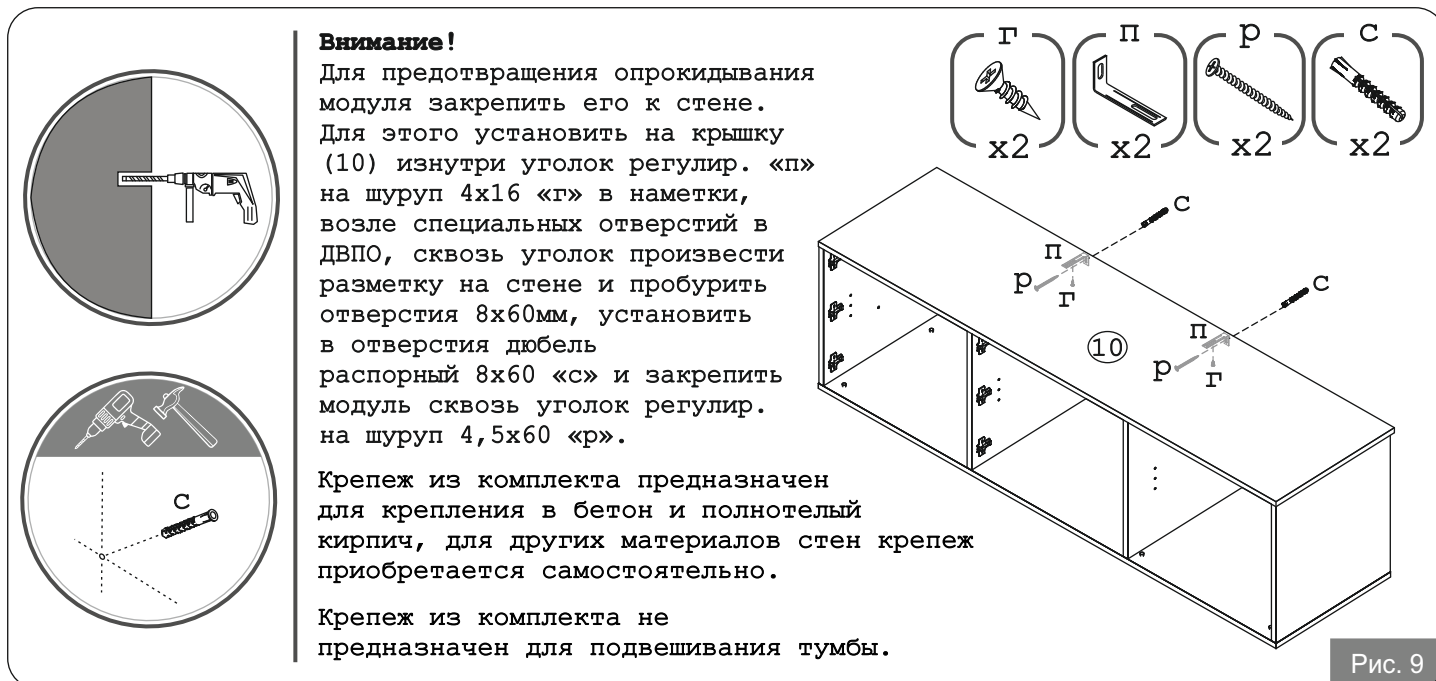 Внимание!
Для предотвращения опрокидывания
модуля закрепить его к стене.
Для этого установить на крышку
(10) изнутри уголок регулир. «п»
на шуруп 4х16 «г» в наметки,
возле специальных отверстий в
ДВПО, сквозь уголок произвести
разметку на стене и пробурить
отверстия 8х60мм, установить
в отверстия дюбель
распорный 8х60 «с» и закрепить
модуль сквозь уголок регулир.
на шуруп 4,5х60 «р».
Крепеж из комплекта предназначен
для крепления в бетон и полнотелый
кирпич, для других материалов стен крепеж
приобретается самостоятельно.
Крепеж из комплекта не
предназначен для подвешивания тумбы.
г п р с
х2 х2 х2 х2
с
п
р
г
с
п
р
г
10
с
Рис. 9